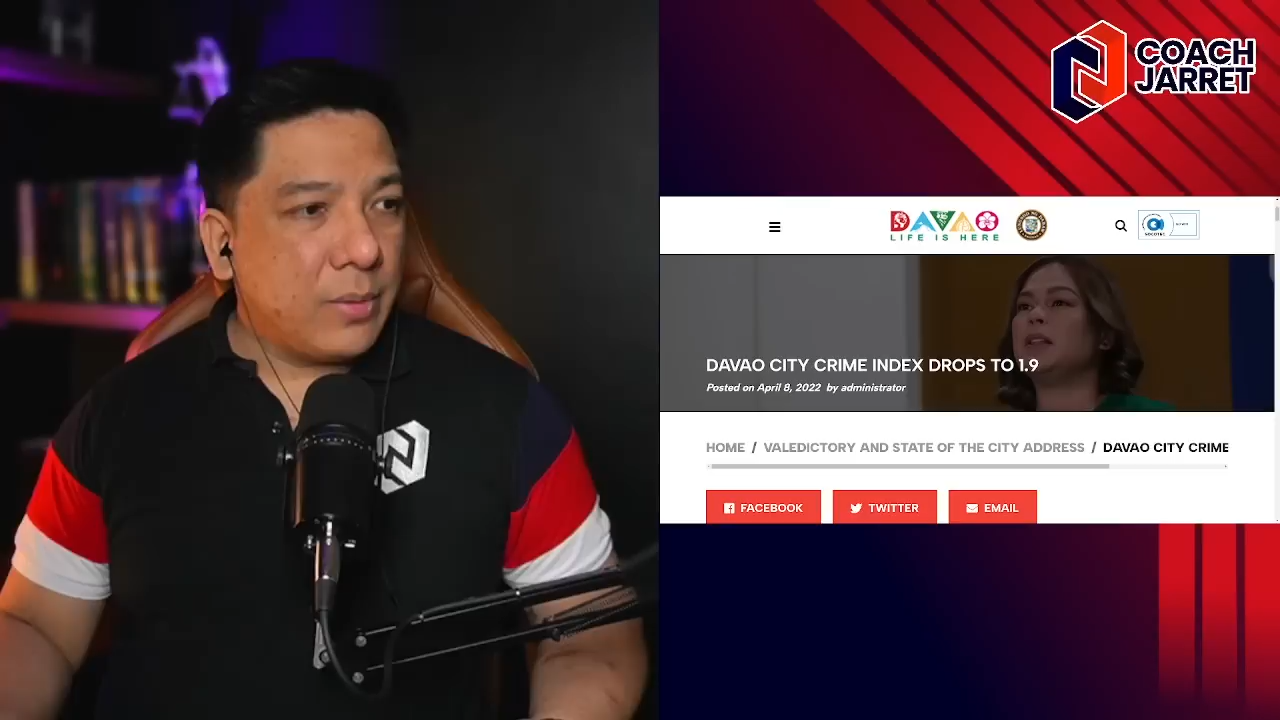 COACH
JARRET
DAVAO
LIFE IS HERE
DAVAO CITY CRIME INDEX DROPS TO 1.9
Posted on April 8, 2022 by administrator
HOME / VALEDICTORY AND STATE OF THE CITY ADDRESS / DAVAO CITY CRIME
FACEBOOK TWITTER EMAIL